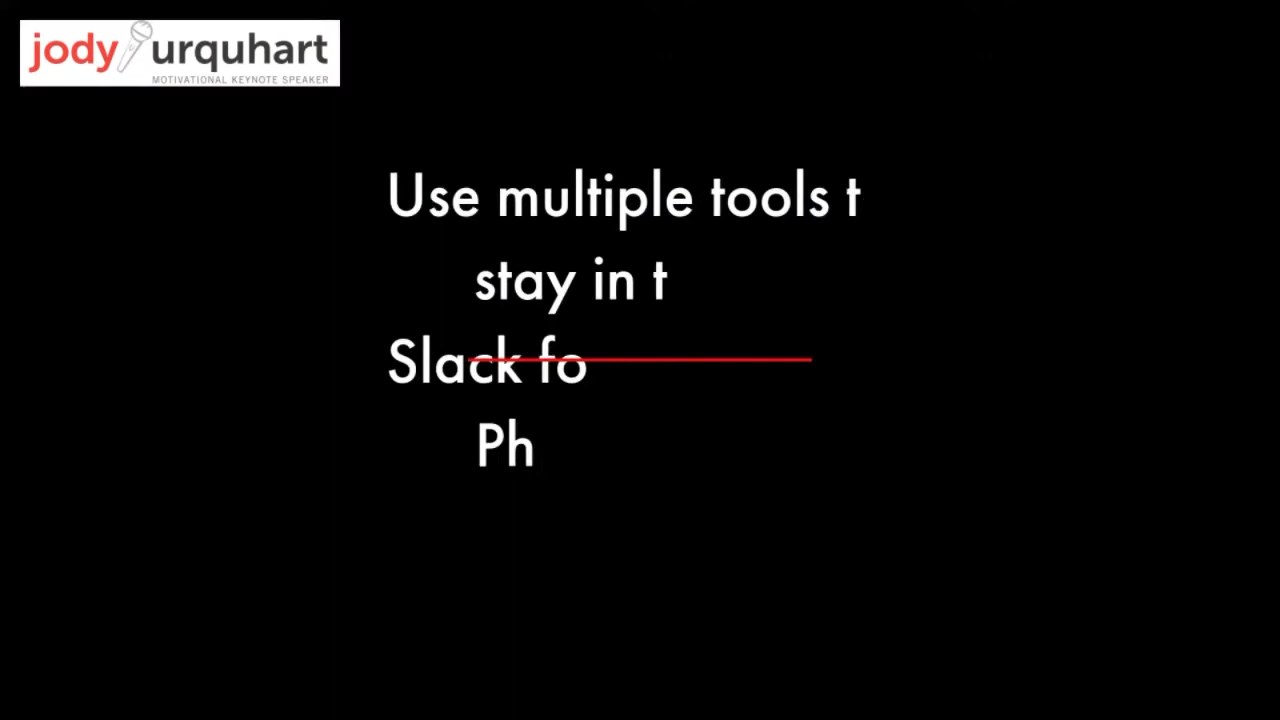 jody urquhart
MOTIVATIONAL KEYNOTE SPEAKER
Use multiple tools t
stay in t
Slack fo
Ph